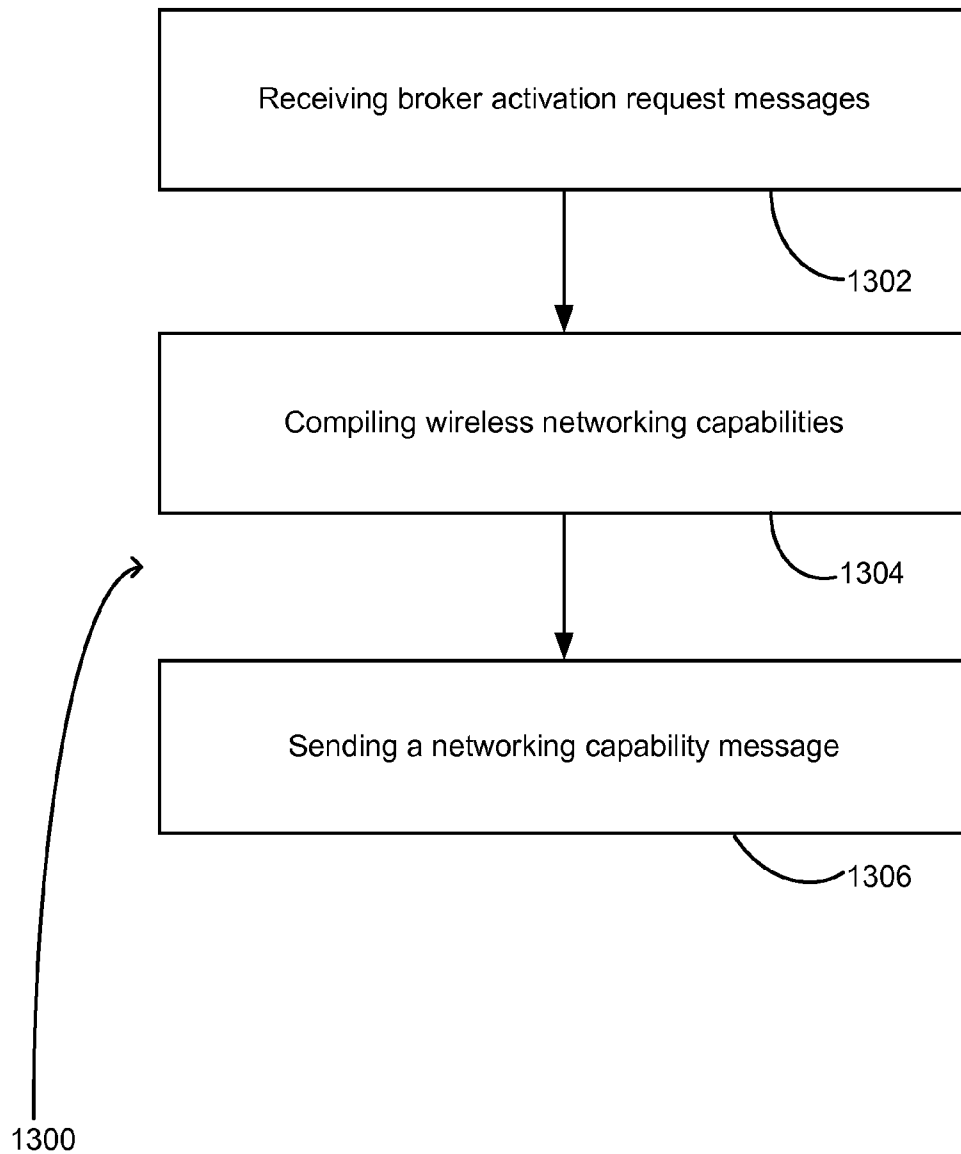 Receiving broker activation request messages
1302
Compiling wireless networking capabilities
1304
Sending a networking capability message
1306
1300